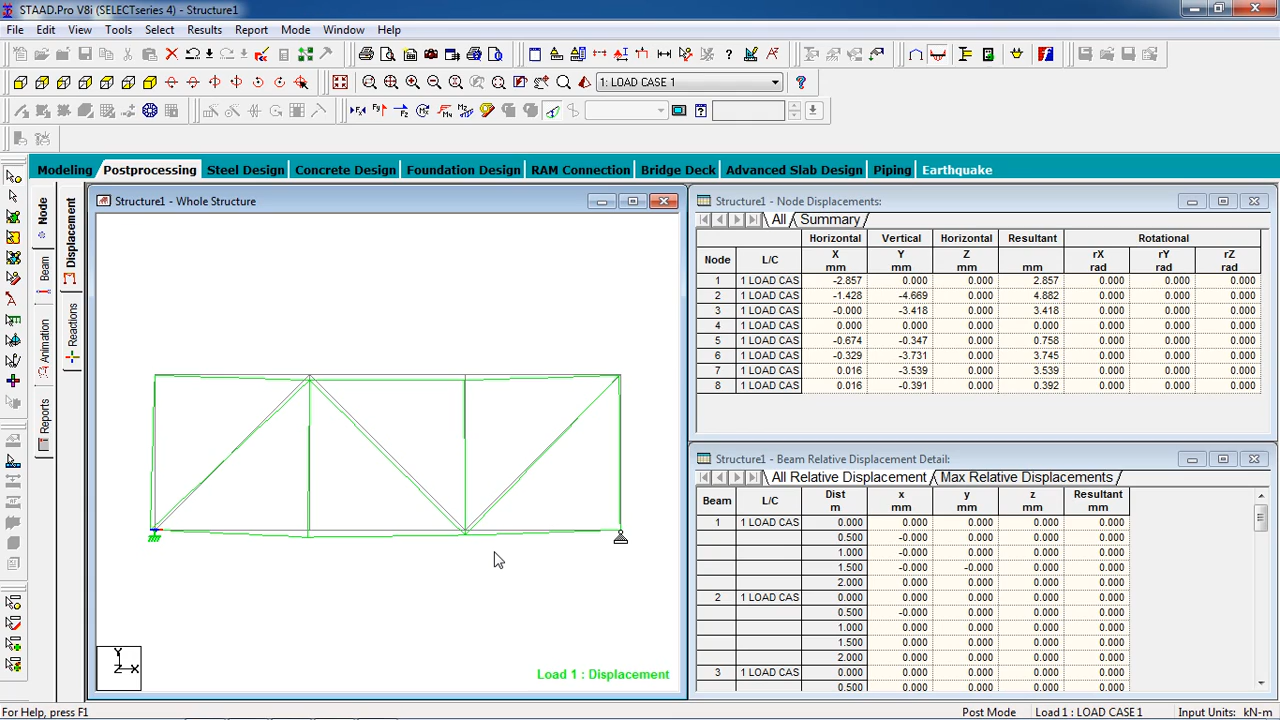 STAAD.Pro V8i (SELECTseries 4) - Structure1
File Edit View Tools Select Results Report Mode Window Help
1: LOAD CASE 1
Modeling Postprocessing Steel Design Concrete Design Foundation Design RAM Connection Bridge Deck Advanced Slab Design Piping Earthquake
Node
Beam
Animation
Reports
Displacement
Reactions
Structure1 - Whole Structure
Y
Z X
Load 1 : Displacement
Structure1 - Node Displacements:
All Summary
Horizontal Vertical Horizontal Resultant Rotational
Node L/C X mm Y mm Z mm mm rX rad rY rad rZ rad
1 1 LOAD CAS -2.857 0.000 0.000 2.857 0.000 0.000 0.000
2 1 LOAD CAS -1.428 -4.669 0.000 4.882 0.000 0.000 0.000
3 1 LOAD CAS -0.000 -3.418 0.000 3.418 0.000 0.000 0.000
4 1 LOAD CAS 0.000 0.000 0.000 0.000 0.000 0.000 0.000
5 1 LOAD CAS -0.674 -0.347 0.000 0.758 0.000 0.000 0.000
6 1 LOAD CAS -0.329 -3.731 0.000 3.745 0.000 0.000 0.000
7 1 LOAD CAS 0.016 -3.539 0.000 3.539 0.000 0.000 0.000
8 1 LOAD CAS 0.016 -0.391 0.000 0.392 0.000 0.000 0.000
Structure1 - Beam Relative Displacement Detail:
All Relative Displacement Max Relative Displacements
Beam L/C Dist m x mm y mm z mm Resultant mm
1 1 LOAD CAS 0.000 0.000 0.000 0.000 0.000
0.500 -0.000 0.000 0.000 0.000
1.000 -0.000 0.000 0.000 0.000
1.500 -0.000 -0.000 0.000 0.000
2.000 0.000 0.000 0.000 0.000
2 1 LOAD CAS 0.000 0.000 0.000 0.000 0.000
0.500 -0.000 0.000 0.000 0.000
1.000 0.000 0.000 0.000 0.000
1.500 0.000 0.000 0.000 0.000
2.000 0.000 0.000 0.000 0.000
3 1 LOAD CAS 0.000 0.000 0.000 0.000 0.000
0.500 0.000 0.000 0.000 0.000
For Help, press F1
Post Mode Load 1 : LOAD CASE 1 Input Units: kN-m